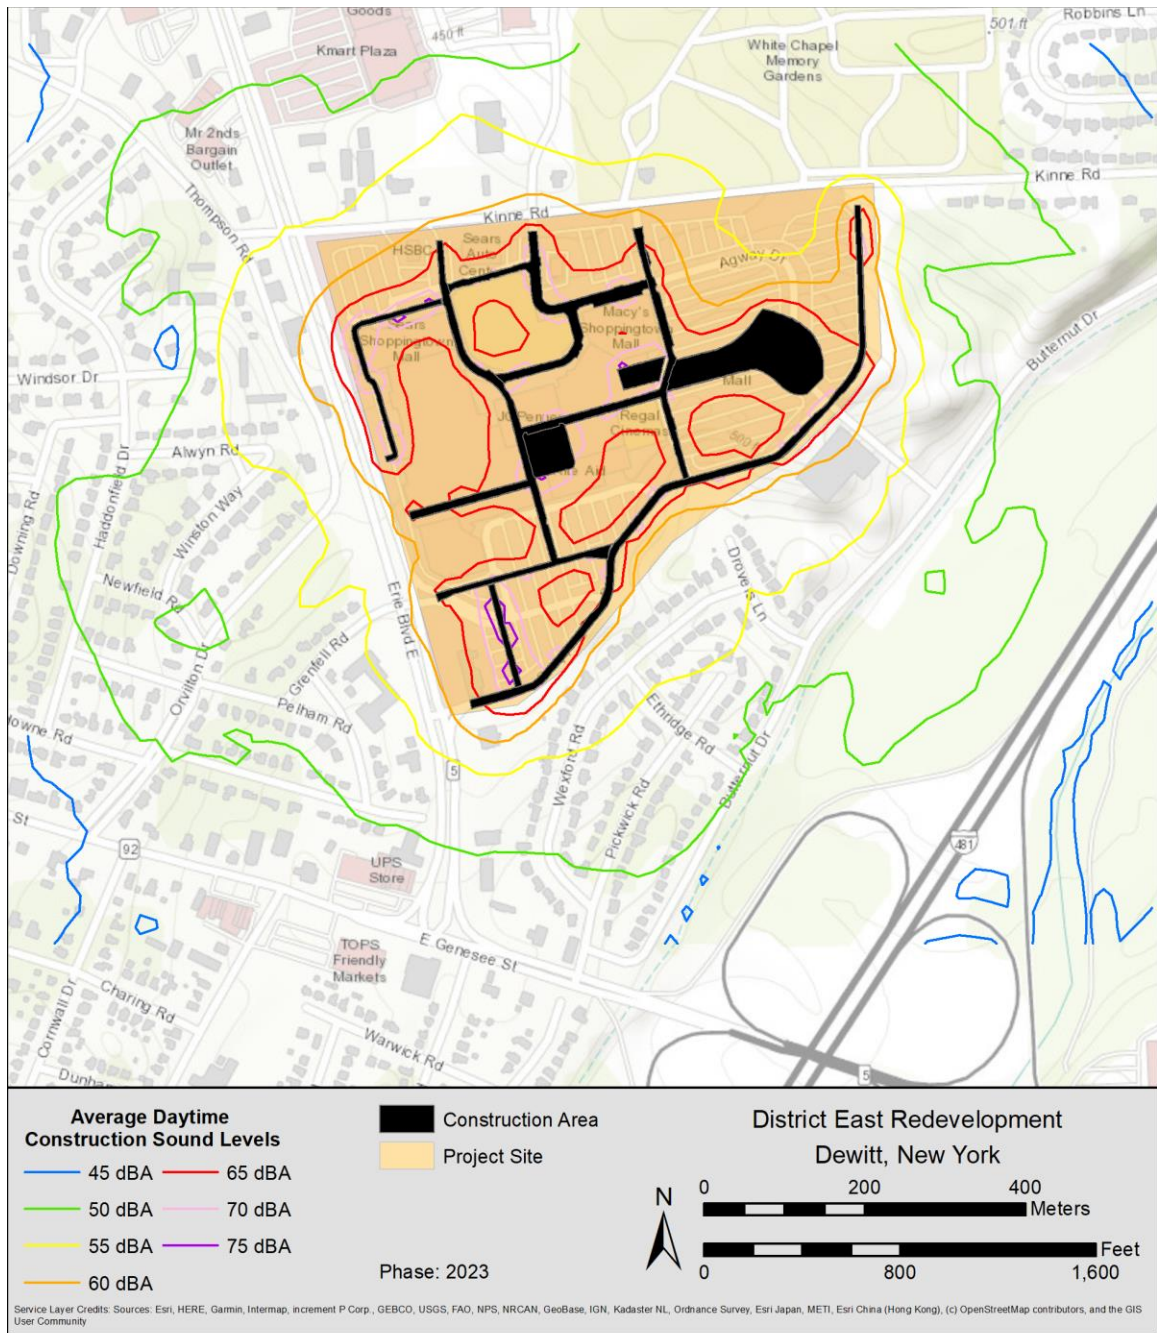 Goods
450 ft
Kmart Plaza
White Chapel
Memory
Gardens
501 ft
Robbins Ln
Mr 2nds
Bargain
Outlet
Thompson Rd
Kinne Rd
Kinne Rd
HSBC
Sears
Auto
Cent
Agway Dr
Sears
Shoppingtown
Mall
Macy's
Shoppingtown
Mall
Butternut Dr
Windsor Dr
Mall
JC Penney
Regal
Cinemas
500 ft
Alwyn Rd
Haddonfield Dr
Downing Rd
Winston Way
Newfield Rd
Orvilton Dr
Grenfell Rd
Pelham Rd
Erie Blvd E
Drovers Ln
Ethridge Rd
Wexford Rd
Pickwick Rd
Butternut Dr
owne Rd
5
St
92
481
UPS
Store
TOPS
Friendly
Markets
E Genesee St
Charing Rd
Cornwall Dr
Warwick Rd
Dunha
5
Average Daytime
Construction Sound Levels
45 dBA
50 dBA
55 dBA
60 dBA
65 dBA
70 dBA
75 dBA
Construction Area
Project Site
Phase: 2023
District East Redevelopment
Dewitt, New York
N
0 200 400
Meters
Feet
0 800 1,600
Service Layer Credits: Sources: Esri, HERE, Garmin, Intermap, increment P Corp., GEBCO, USGS, FAO, NPS, NRCAN, GeoBase, IGN, Kadaster NL, Ordnance Survey, Esri Japan, METI, Esri China (Hong Kong), (c) OpenStreetMap contributors, and the GIS
User Community